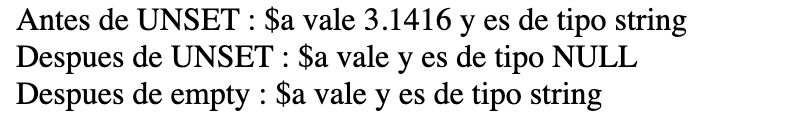 Antes de UNSET : $a vale 3.1416 y es de tipo string
Despues de UNSET : $a vale y es de tipo NULL
Despues de empty : $a vale y es de tipo string